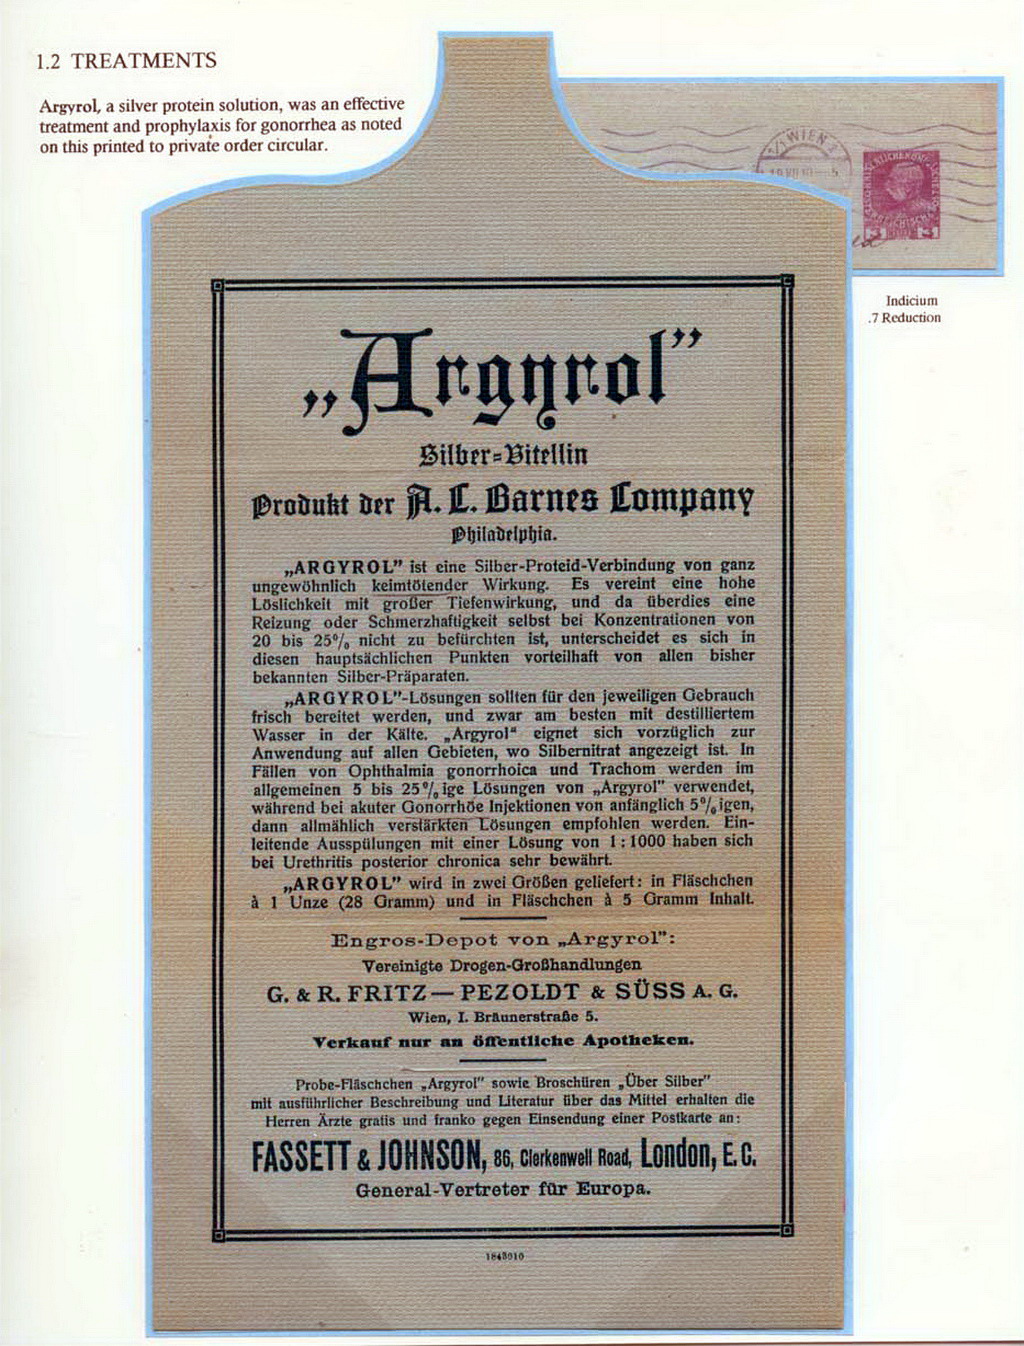 1.2 TREATMENTS
Argyrol, a silver protein solution, was an effective
treatment and prophylaxis for gonorrhea as noted
on this printed to private order circular.
WIEN
3 3
Indicium
.7 Reduction
„Argyrol”
Silber=Vitellin
Produkt der A. C. Barnes Company
Philadelphia.
„ARGYROL” ist eine Silber-Proteid-Verbindung von ganz
ungewöhnlich keimtötender Wirkung. Es vereint eine hohe
Löslichkeit mit großer Tiefenwirkung, und da überdies eine
Reizung oder Schmerzhaftigkeit selbst bei Konzentrationen von
20 bis 25% nicht zu befürchten ist, unterscheidet es sich in
diesen hauptsächlichen Punkten vorteilhaft von allen bisher
bekannten Silber-Präparaten.
„ARGYROL”-Lösungen sollten für den jeweiligen Gebrauch
frisch bereitet werden, und zwar am besten mit destilliertem
Wasser in der Kälte. „Argyrol“ eignet sich vorzüglich zur
Anwendung auf allen Gebieten, wo Silbernitrat angezeigt ist. In
Fällen von Ophthalmia gonorrhoica und Trachom werden im
allgemeinen 5 bis 25%ige Lösungen von „Argyrol” verwendet,
während bei akuter Gonorrhöe Injektionen von anfänglich 5%igen,
dann allmählich verstärkten Lösungen empfohlen werden. Ein-
leitende Ausspülungen mit einer Lösung von 1 : 1000 haben sich
bei Urethritis posterior chronica sehr bewährt.
„ARGYROL” wird in zwei Größen geliefert: in Fläschchen
à 1 Unze (28 Gramm) und in Fläschchen à 5 Gramm Inhalt.
Engros-Depot von „Argyrol”:
Vereinigte Drogen-Großhandlungen
G. & R. FRITZ — PEZOLDT & SÜSS A. G.
Wien, I. Bräunerstraße 5.
Verkauf nur an öffentliche Apotheken.
Probe-Fläschchen „Argyrol” sowie Broschüren „Über Silber”
mit ausführlicher Beschreibung und Literatur über das Mittel erhalten die
Herren Ärzte gratis und franko gegen Einsendung einer Postkarte an:
FASSETT & JOHNSON, 86, Clerkenwell Road, London, E. C.
General-Vertreter für Europa.